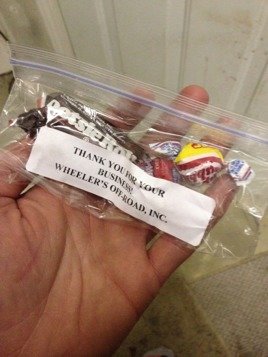 THANK YOU FOR YOUR
BUSINESS!
WHEELER'S OFF-ROAD, INC.